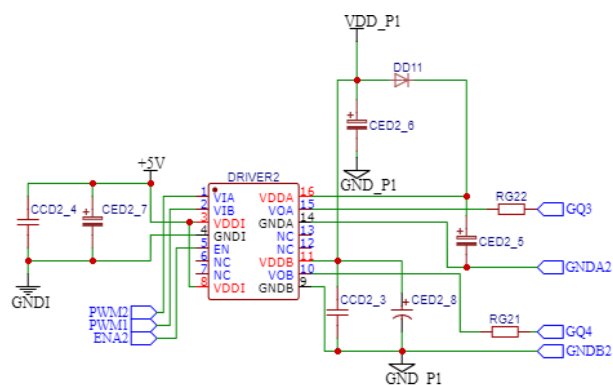 VDD_P1
DD11
CED2_6
GND_P1
+5V
DRIVER2
CCD2_4
CED2_7
1 VIA VDDA 16
2 VIB VOA 15
3 VDDI GNDA 14
4 GNDI NC 13
5 EN NC 12
6 NC VDDB 11
7 NC VOB 10
8 VDDI GNDB 9
RG22
GQ3
CED2_5
GNDA2
GNDI
PWM2
PWM1
ENA2
CCD2_3
CED2_8
RG21
GQ4
GNDB2
GND_P1